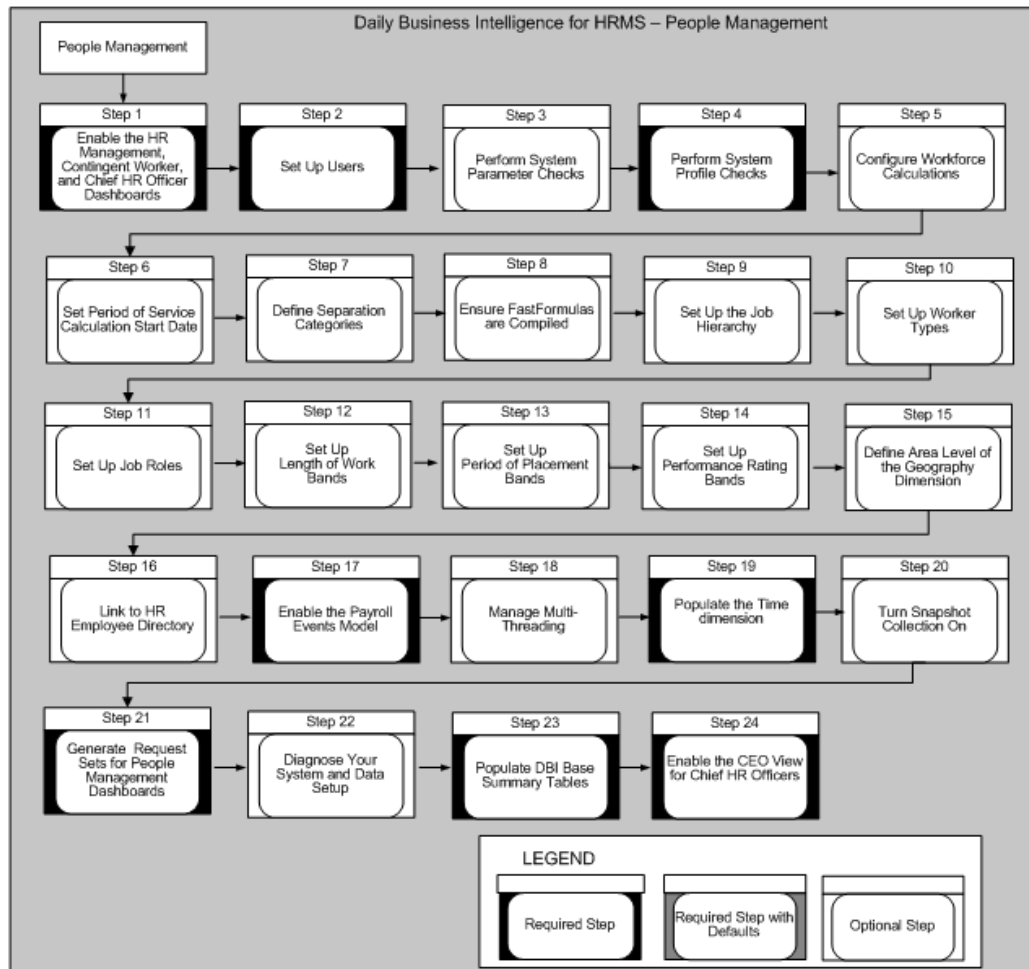 Daily Business Intelligence for HRMS – People Management
People Management
Step 1
Enable the HR
Management,
Contingent Worker,
and Chief HR Officer
Dashboards
Step 2
Set Up Users
Step 3
Perform System
Parameter Checks
Step 4
Perform System
Profile Checks
Step 5
Configure Workforce
Calculations
Step 6
Set Period of Service
Calculation Start Date
Step 7
Define Separation
Categories
Step 8
Ensure FastFormulas
are Compiled
Step 9
Set Up the Job
Hierarchy
Step 10
Set Up Worker
Types
Step 11
Set Up Job Roles
Step 12
Set Up
Length of Work
Bands
Step 13
Set Up
Period of Placement
Bands
Step 14
Set Up
Performance Rating
Bands
Step 15
Define Area Level of
the Geography
Dimension
Step 16
Link to HR
Employee Directory
Step 17
Enable the Payroll
Events Model
Step 18
Manage Multi-
Threading
Step 19
Populate the Time
dimension
Step 20
Turn Snapshot
Collection On
Step 21
Generate Request
Sets for People
Management
Dashboards
Step 22
Diagnose Your
System and Data
Setup
Step 23
Populate DBI Base
Summary Tables
Step 24
Enable the CEO View
for Chief HR Officers
LEGEND
Required Step
Required Step with
Defaults
Optional Step